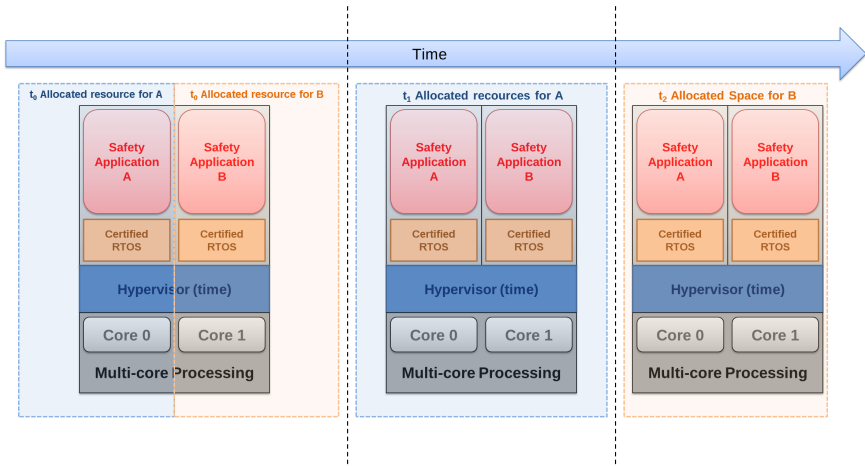 Time
t₀ Allocated resource for A
t₀ Allocated resource for B
Safety
Application
A
Safety
Application
B
Certified
RTOS
Certified
RTOS
Hypervisor (time)
Core 0
Core 1
Multi-core Processing
t₁ Allocated recources for A
Safety
Application
A
Safety
Application
B
Certified
RTOS
Certified
RTOS
Hypervisor (time)
Core 0
Core 1
Multi-core Processing
t₂ Allocated Space for B
Safety
Application
A
Safety
Application
B
Certified
RTOS
Certified
RTOS
Hypervisor (time)
Core 0
Core 1
Multi-core Processing